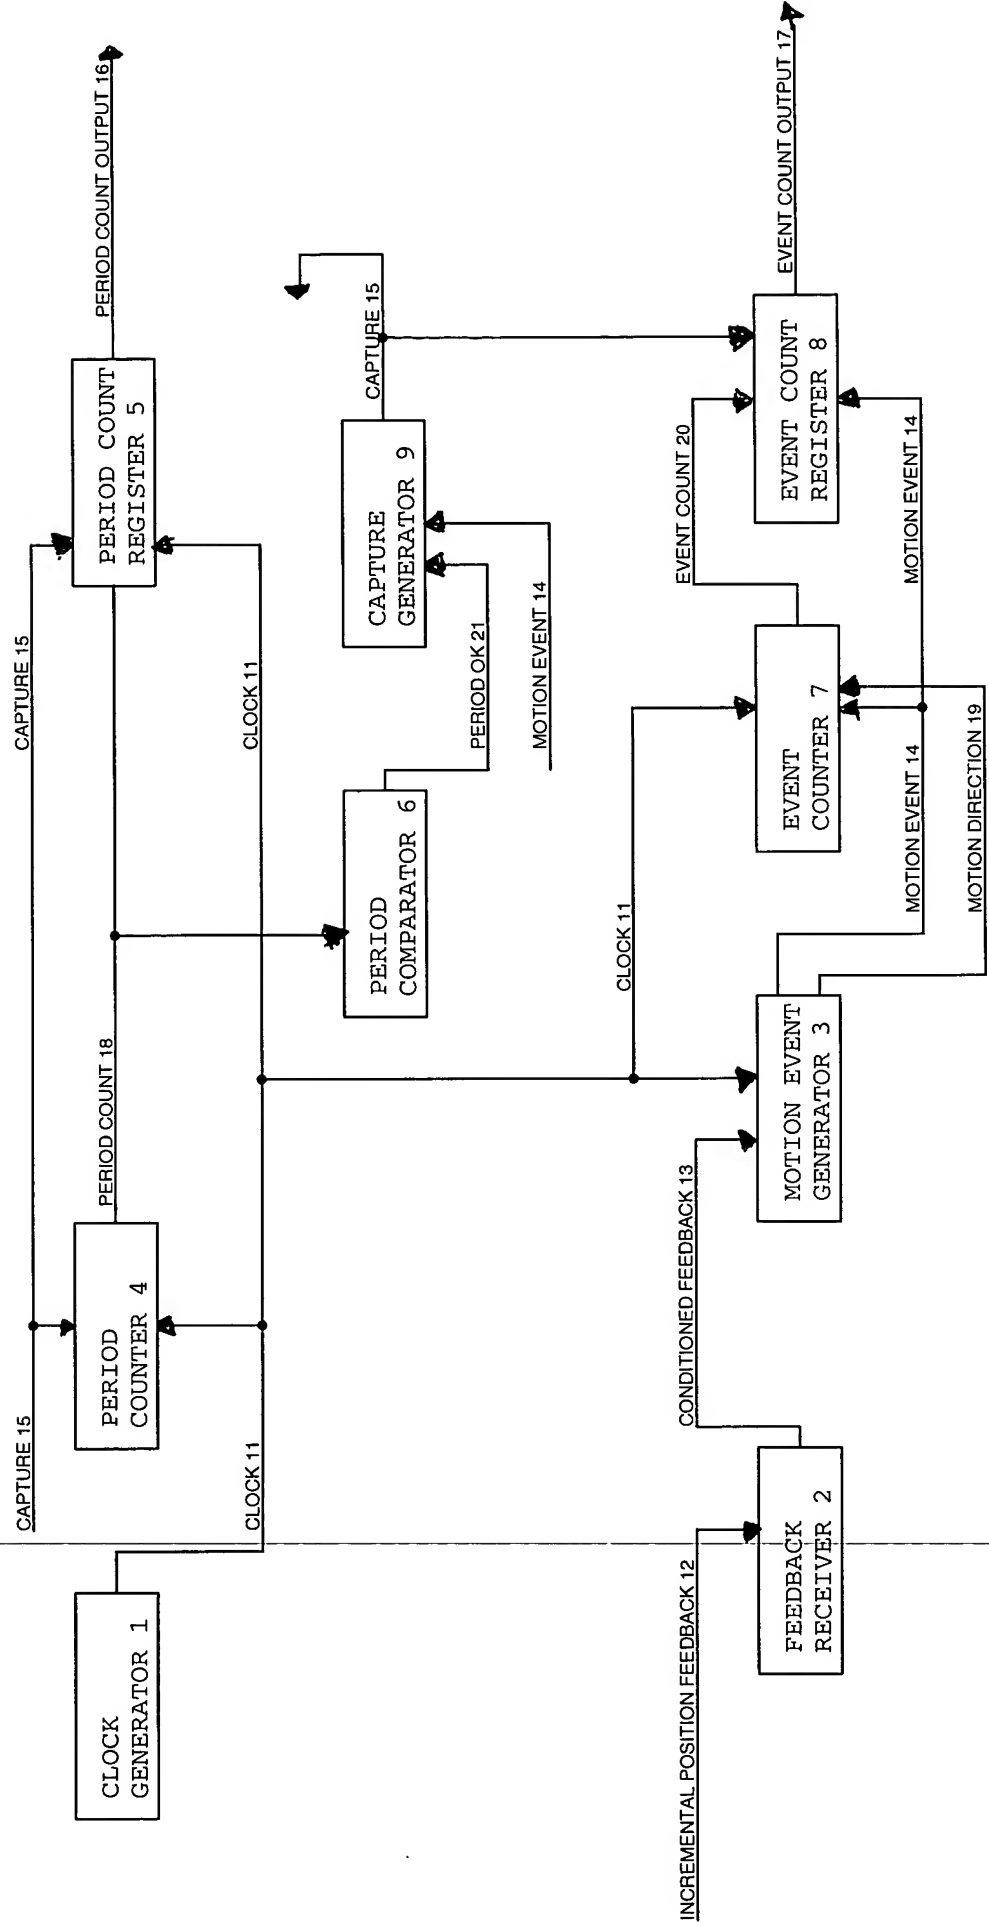 CAPTURE 15
CAPTURE 15
PERIOD COUNT OUTPUT 16
CLOCK
GENERATOR 1
PERIOD
COUNTER 4
PERIOD COUNT 18
PERIOD COUNT
REGISTER 5
CLOCK 11
CLOCK 11
PERIOD
COMPARATOR 6
CAPTURE
GENERATOR 9
CAPTURE 15
PERIOD OK 21
MOTION EVENT 14
CLOCK 11
INCREMENTAL POSITION FEEDBACK 12
CONDITIONED FEEDBACK 13
EVENT COUNT 20
EVENT COUNT OUTPUT 17
FEEDBACK
RECEIVER 2
MOTION EVENT
GENERATOR 3
EVENT
COUNTER 7
EVENT COUNT
REGISTER 8
MOTION EVENT 14
MOTION EVENT 14
MOTION DIRECTION 19